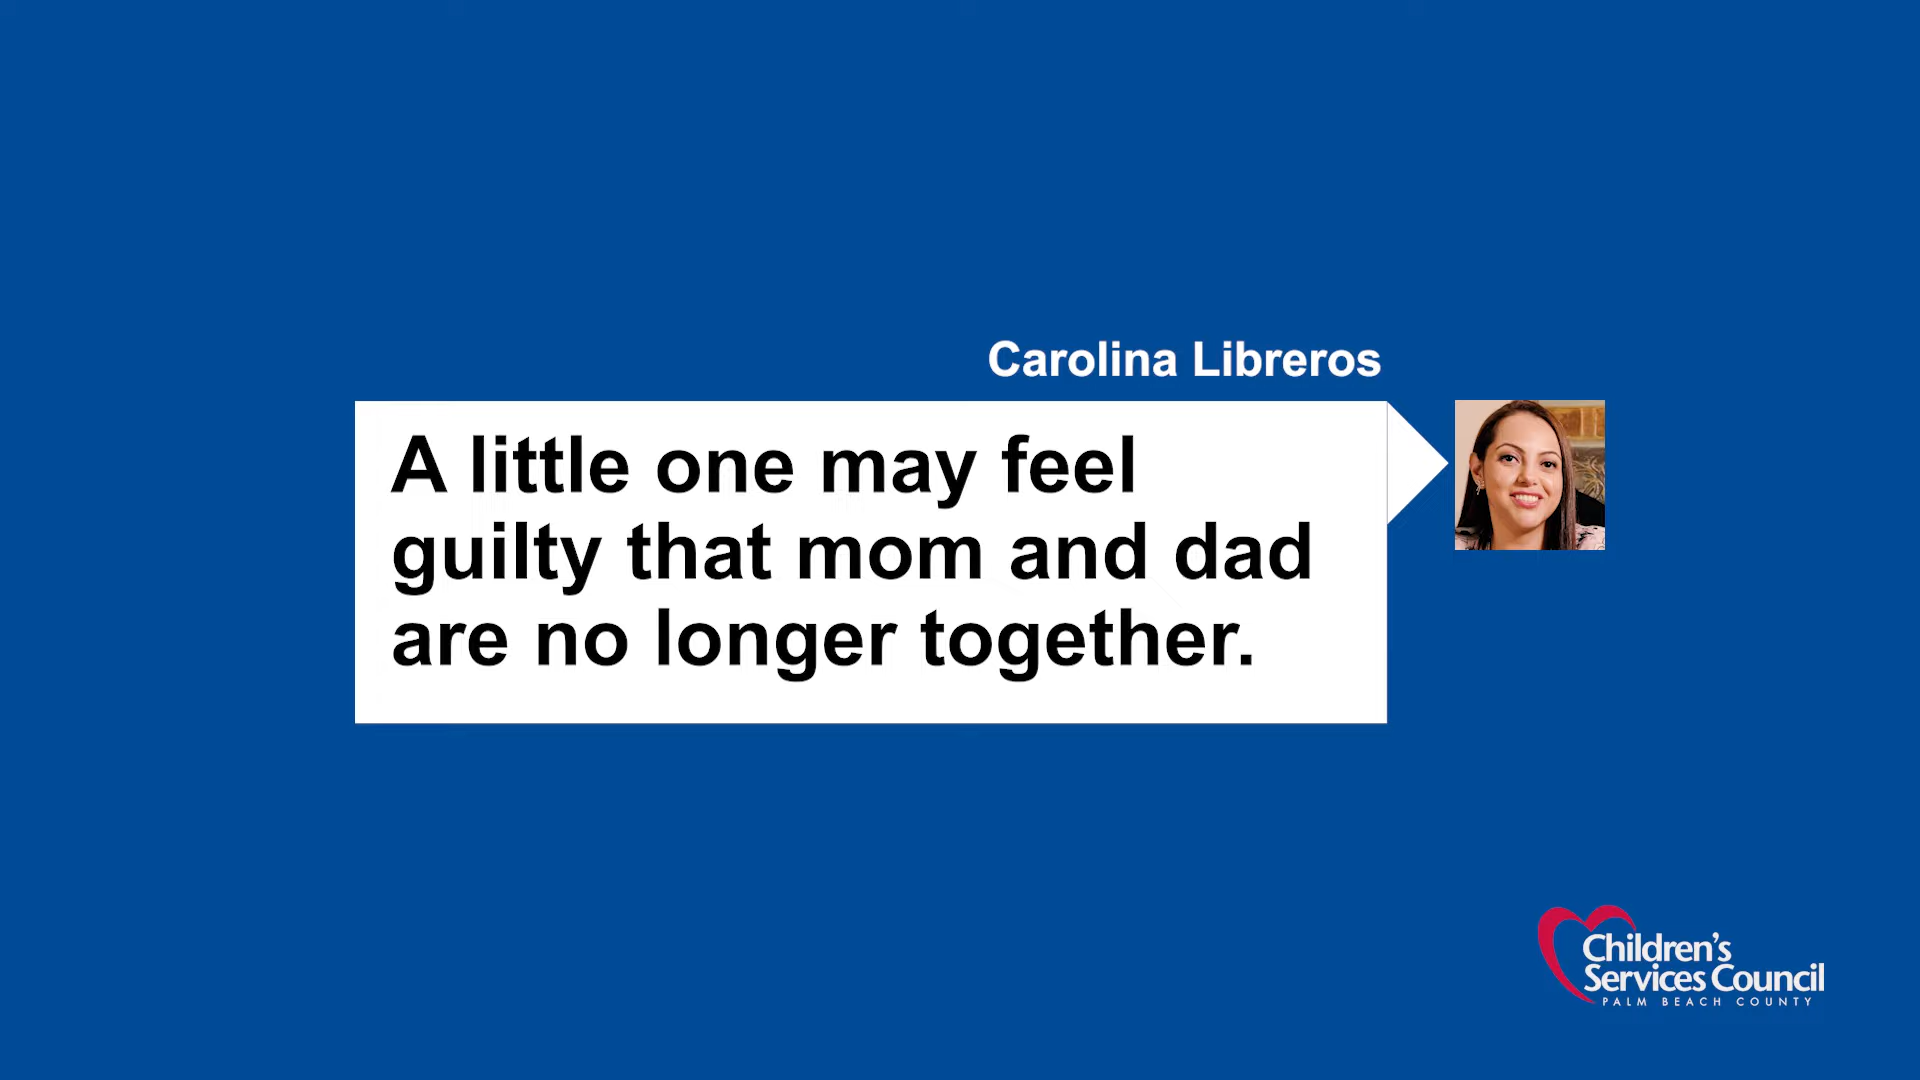 Carolina Libreros
A little one may feel
guilty that mom and dad
are no longer together.
Children's
Services Council
PALM BEACH COUNTY